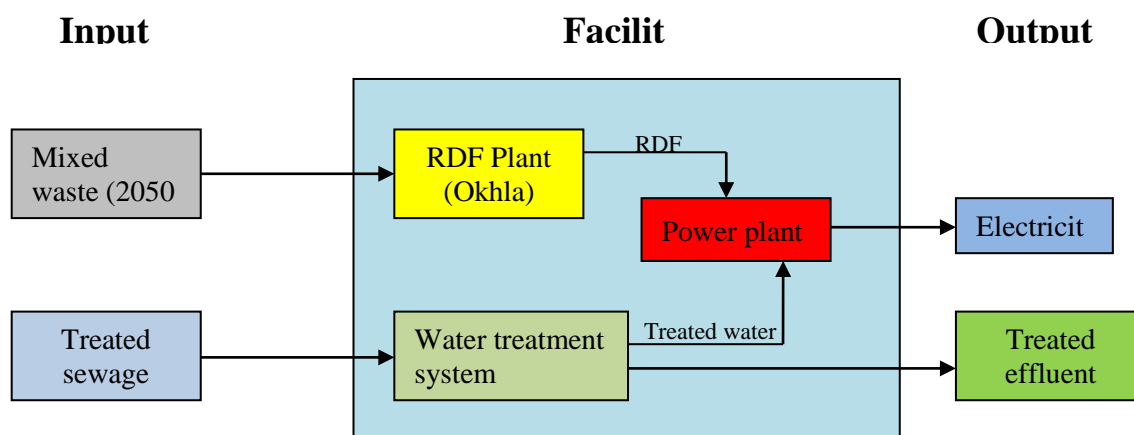 Input
Facilit
Output
Mixed
waste (2050
RDF Plant
(Okhla)
RDF
Power plant
Electricit
Treated
sewage
Water treatment
system
Treated water
Treated
effluent